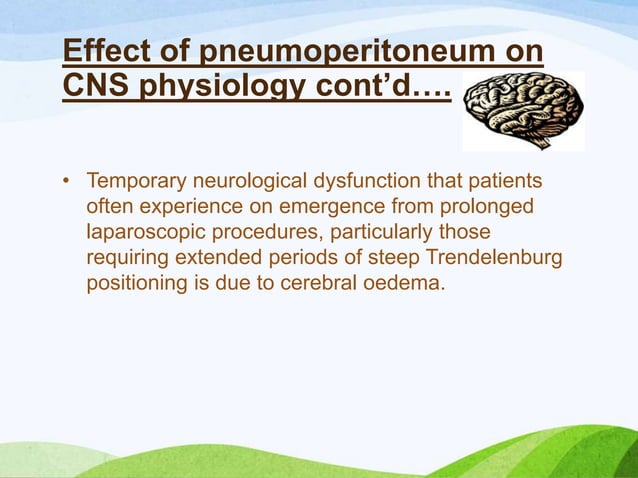 Effect of pneumoperitoneum on
CNS physiology cont’d….
• Temporary neurological dysfunction that patients
often experience on emergence from prolonged
laparoscopic procedures, particularly those
requiring extended periods of steep Trendelenburg
positioning is due to cerebral oedema.